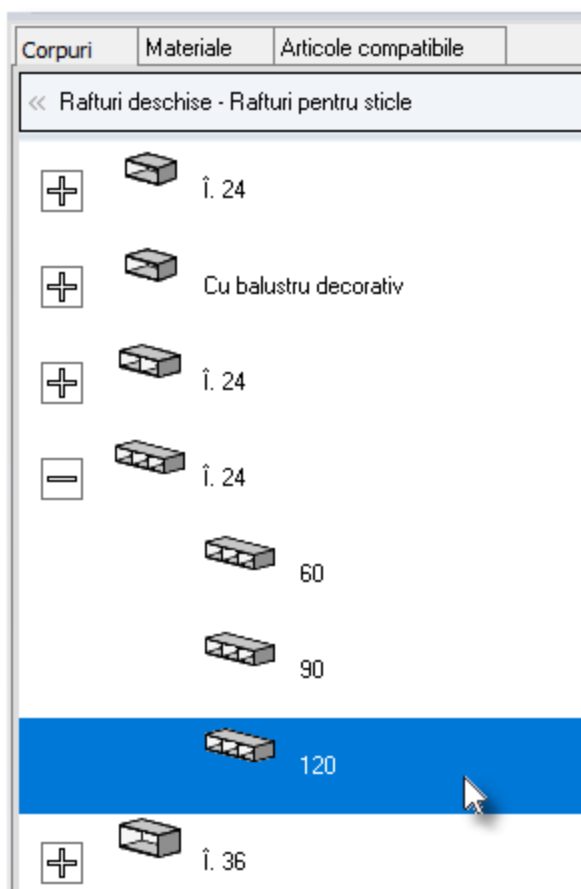 Corpuri Materiale Articole compatibile
« Rafturi deschise - Rafturi pentru sticle
Î. 24
Cu balustru decorativ
Î. 24
Î. 24
60
90
120
Î. 36